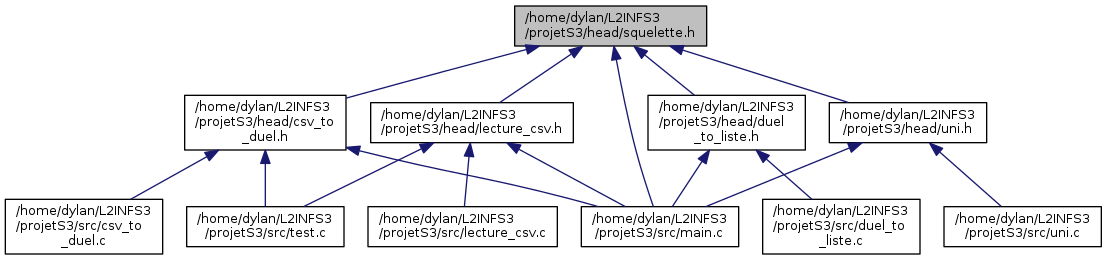 /home/dylan/L2INFS3
/projetS3/head/squelette.h
/home/dylan/L2INFS3
/projetS3/head/csv_to
_duel.h
/home/dylan/L2INFS3
/projetS3/head/lecture_csv.h
/home/dylan/L2INFS3
/projetS3/head/duel
_to_liste.h
/home/dylan/L2INFS3
/projetS3/head/uni.h
/home/dylan/L2INFS3
/projetS3/src/csv_to
_duel.c
/home/dylan/L2INFS3
/projetS3/src/test.c
/home/dylan/L2INFS3
/projetS3/src/lecture_csv.c
/home/dylan/L2INFS3
/projetS3/src/main.c
/home/dylan/L2INFS3
/projetS3/src/duel_to
_liste.c
/home/dylan/L2INFS3
/projetS3/src/uni.c